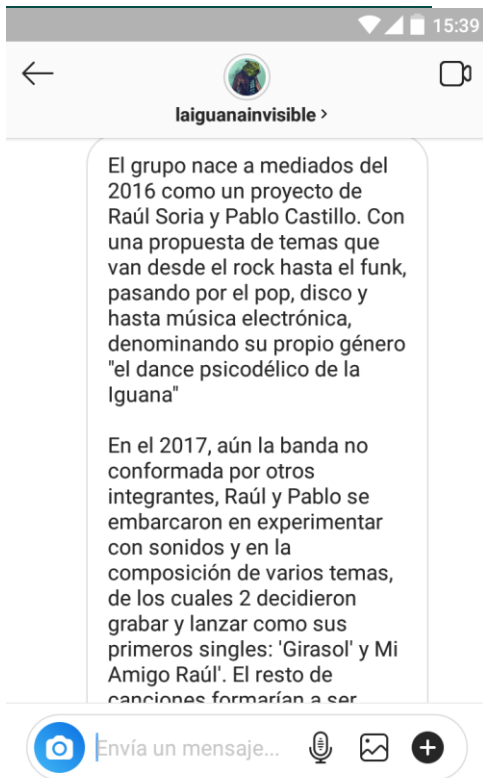 15:39
laiguanainvisible >
El grupo nace a mediados del
2016 como un proyecto de
Raúl Soria y Pablo Castillo. Con
una propuesta de temas que
van desde el rock hasta el funk,
pasando por el pop, disco y
hasta música electrónica,
denominando su propio género
"el dance psicodélico de la
Iguana"
En el 2017, aún la banda no
conformada por otros
integrantes, Raúl y Pablo se
embarcaron en experimentar
con sonidos y en la
composición de varios temas,
de los cuales 2 decidieron
grabar y lanzar como sus
primeros singles: 'Girasol' y Mi
Amigo Raúl'. El resto de
canciones formarían a ser
Envía un mensaje...